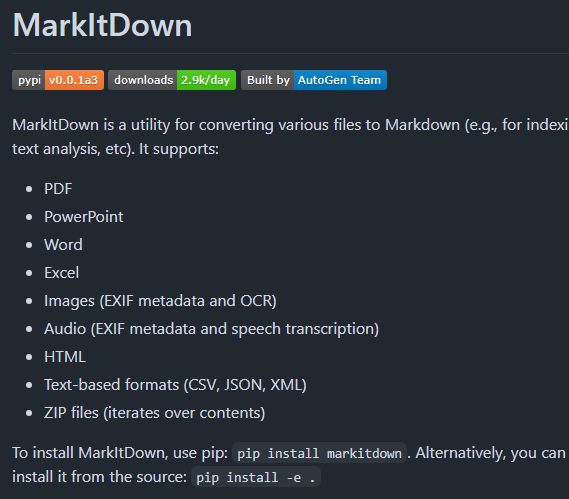 MarkItDown
pypi v0.0.1a3 downloads 2.9k/day Built by AutoGen Team
MarkItDown is a utility for converting various files to Markdown (e.g., for
text analysis, etc). It supports:
PDF
PowerPoint
Word
Excel
Images (EXIF metadata and OCR)
Audio (EXIF metadata and speech transcription)
HTML
Text-based formats (CSV, JSON, XML)
ZIP files (iterates over contents)
To install MarkItDown, use pip: pip install markitdown. Alternatively, you can
install it from the source: pip install -e .